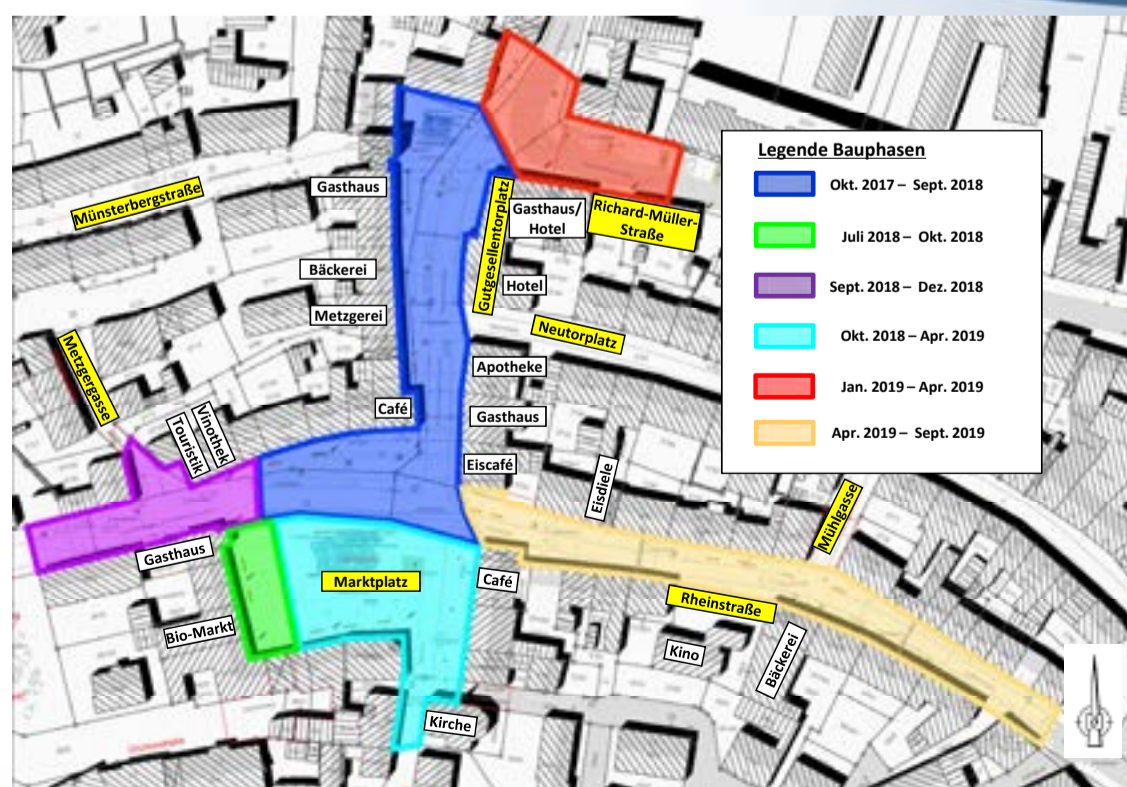 Legende Bauphasen
Okt. 2017 – Sept. 2018
Juli 2018 – Okt. 2018
Sept. 2018 – Dez. 2018
Okt. 2018 – Apr. 2019
Jan. 2019 – Apr. 2019
Apr. 2019 – Sept. 2019
Münsterbergstraße
Gasthaus
Gutgesellentorplatz
Gasthaus/
Hotel
Richard-Müller-
Straße
Bäckerei
Hotel
Metzgerei
Neutorplatz
Metzgergasse
Apotheke
Café
Gasthaus
Vinothek
Touristik
Eiscafé
Eisdiele
Mühlgasse
Gasthaus
Marktplatz
Café
Rheinstraße
Bio-Markt
Kino
Bäckerei
Kirche